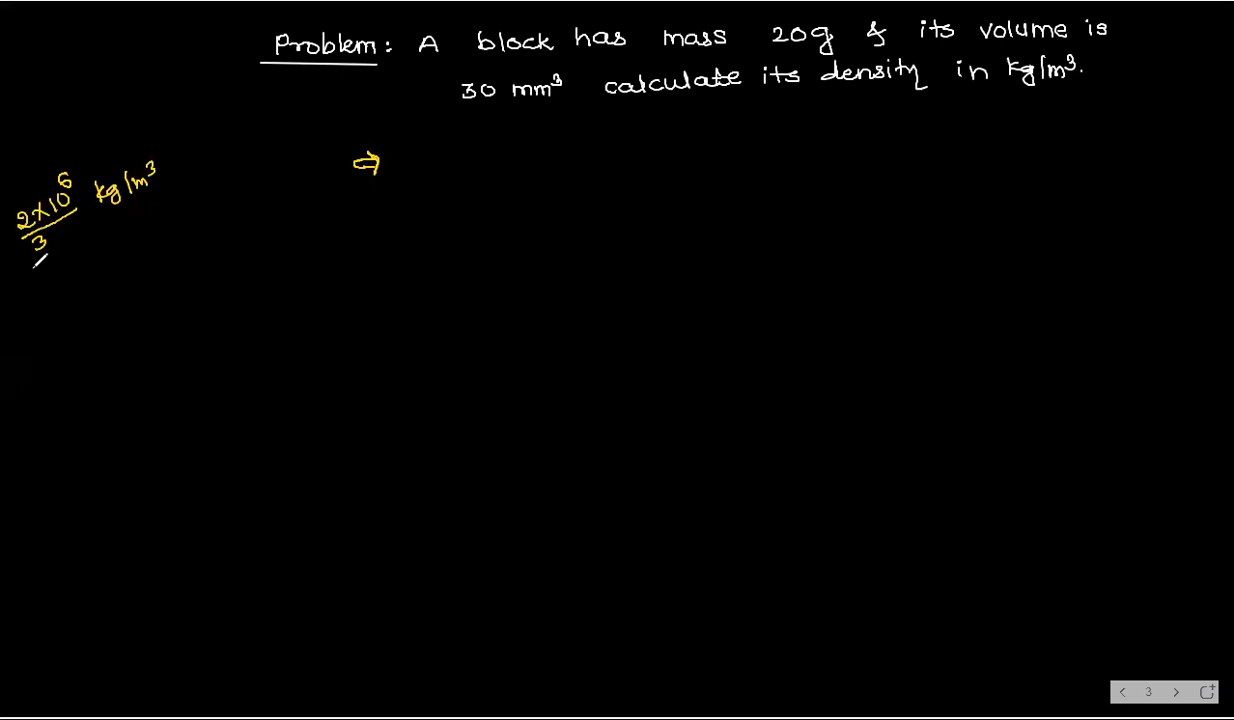 Problem: A block has mass 20g & its volume is
30 mm³ calculate its density in kg/m³.
⇒
2×10⁶/3 kg/m³
3